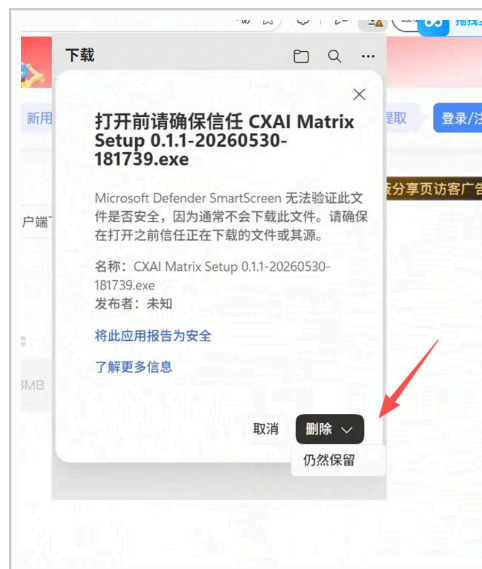 拖拽
下载
新用
提取
登录/注
打开前请确保信任 CXAI Matrix
Setup 0.1.1-20260530-
181739.exe
分享页访客广告
Microsoft Defender SmartScreen 无法验证此文
件是否安全，因为通常不会下载此文件。请确保
在打开之前信任正在下载的文件或其源。
户端
名称：CXAI Matrix Setup 0.1.1-20260530-
181739.exe
发布者：未知
将此应用报告为安全
了解更多信息
3MB
取消
删除
仍然保留